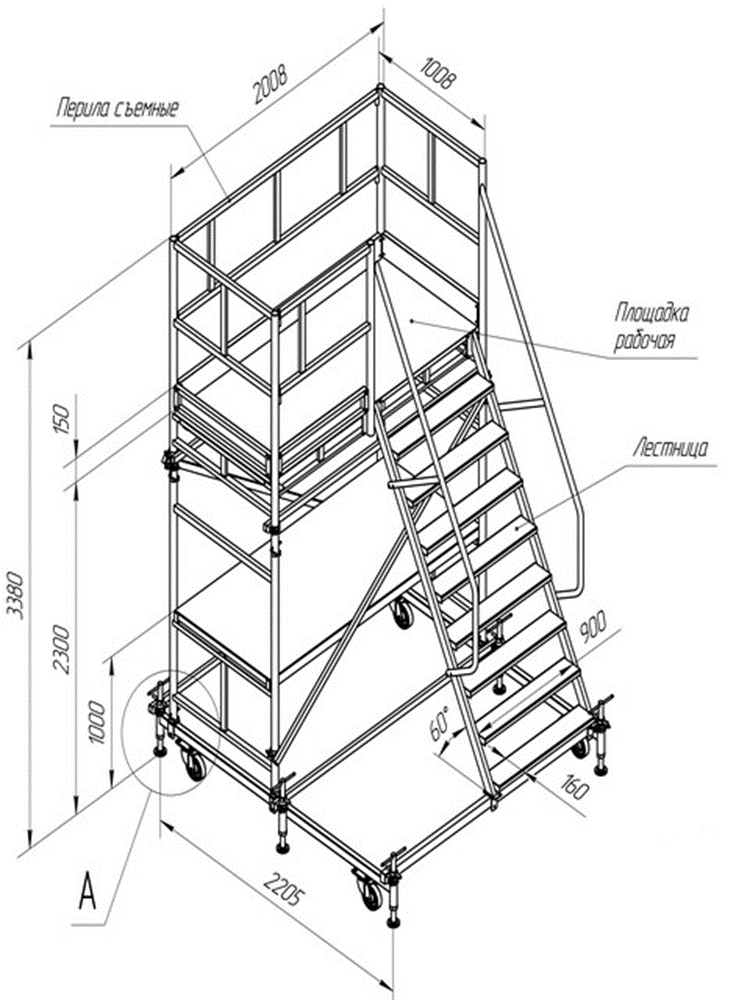 2008
1008
Перила съемные
Площадка
рабочая
150
Лестница
3380
2300
1000
900
60°
160
А
2205